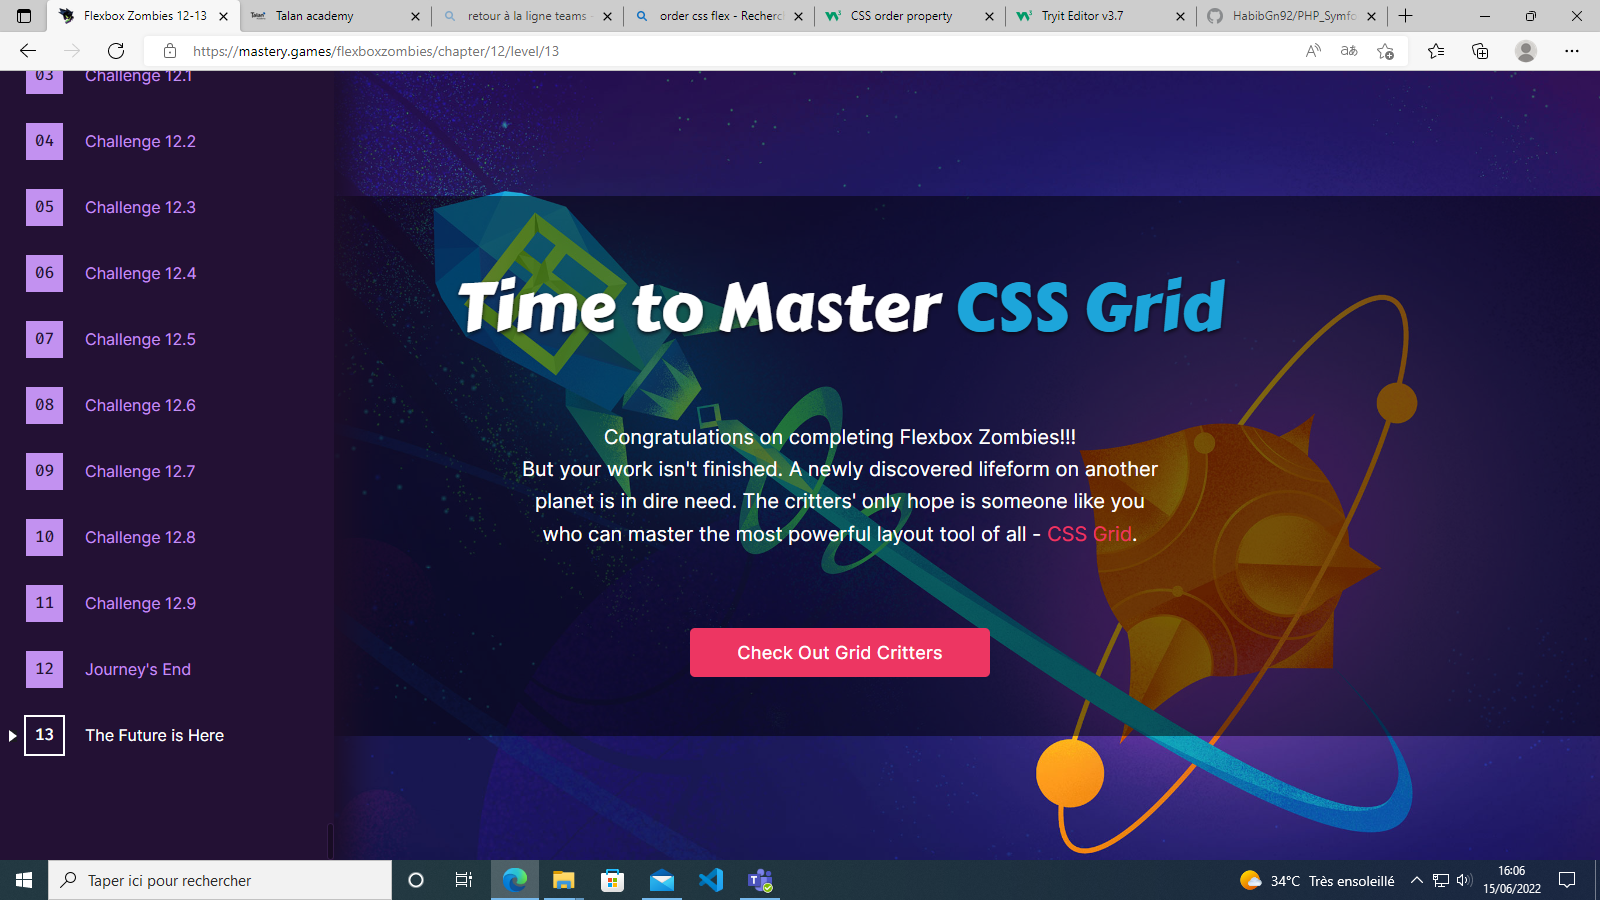 Flexbox Zombies 12-13
Talan academy
retour à la ligne teams -
order css flex - Recherc
CSS order property
Tryit Editor v3.7
HabibGn92/PHP_Symfo
https://mastery.games/flexboxzombies/chapter/12/level/13
03 Challenge 12.1
04 Challenge 12.2
05 Challenge 12.3
06 Challenge 12.4
07 Challenge 12.5
08 Challenge 12.6
09 Challenge 12.7
10 Challenge 12.8
11 Challenge 12.9
12 Journey's End
13 The Future is Here
Time to Master CSS Grid
Congratulations on completing Flexbox Zombies!!!
But your work isn't finished. A newly discovered lifeform on another
planet is in dire need. The critters' only hope is someone like you
who can master the most powerful layout tool of all - CSS Grid.
Check Out Grid Critters
Taper ici pour rechercher
34°C Très ensoleillé
16:06
15/06/2022